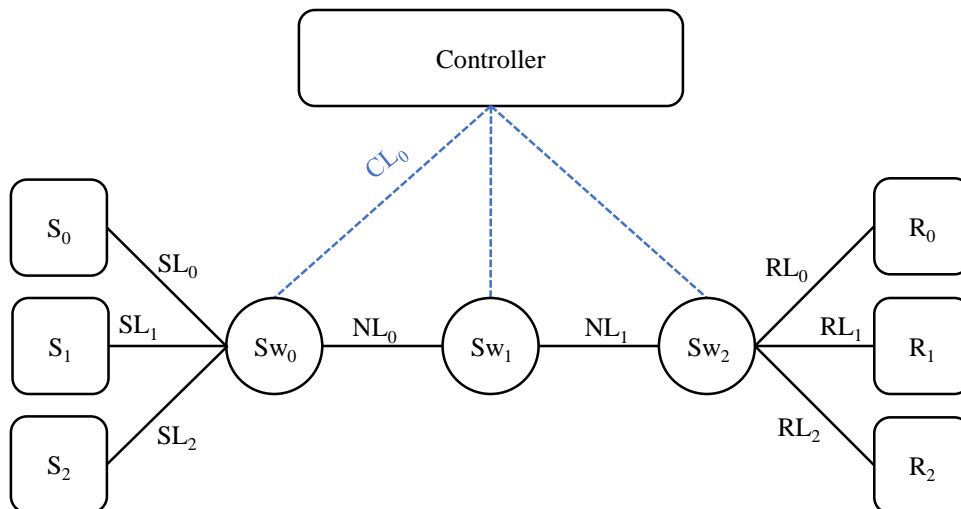 Controller
CL₀
S₀
SL₀
RL₀
R₀
S₁
SL₁
Sw₀
NL₀
Sw₁
NL₁
Sw₂
RL₁
R₁
S₂
SL₂
RL₂
R₂